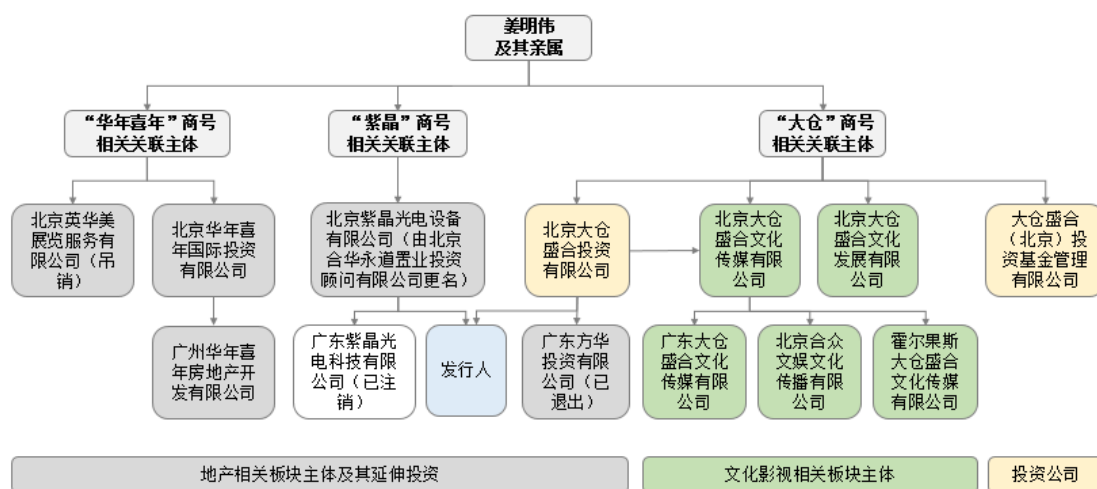 姜明伟
及其亲属
“华年喜年”商号
相关关联主体
“紫晶”商号
相关关联主体
“大仓”商号
相关关联主体
北京英华美
展览服务有
限公司（吊
销）
北京华年喜
年国际投资
有限公司
北京紫晶光电设备
有限公司（由北京
合华永道置业投资
顾问有限公司更名）
北京大仓
盛合投资
有限公司
北京大仓
盛合文化
传媒有限
公司
北京大仓
盛合文化
发展有限
公司
大仓盛合
（北京）投
资基金管理
有限公司
广州华年喜
年房地产开
发有限公司
广东紫晶光
电科技有限
公司（已注
销）
发行人
广东方华
投资有限
公司（已
退出）
广东大仓
盛合文化
传媒有限
公司
北京合众
文娱文化
传播有限
公司
霍尔果斯
大仓盛合
文化传媒
有限公司
地产相关板块主体及其延伸投资
文化影视相关板块主体
投资公司